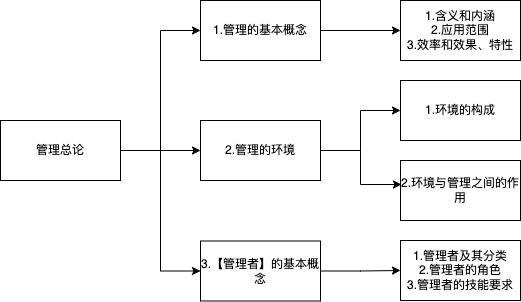 1.管理的基本概念
1.含义和内涵
2.应用范围
3.效率和效果、特性
管理总论
2.管理的环境
1.环境的构成
2.环境与管理之间的作
用
3.【管理者】的基本概
念
1.管理者及其分类
2.管理者的角色
3.管理者的技能要求